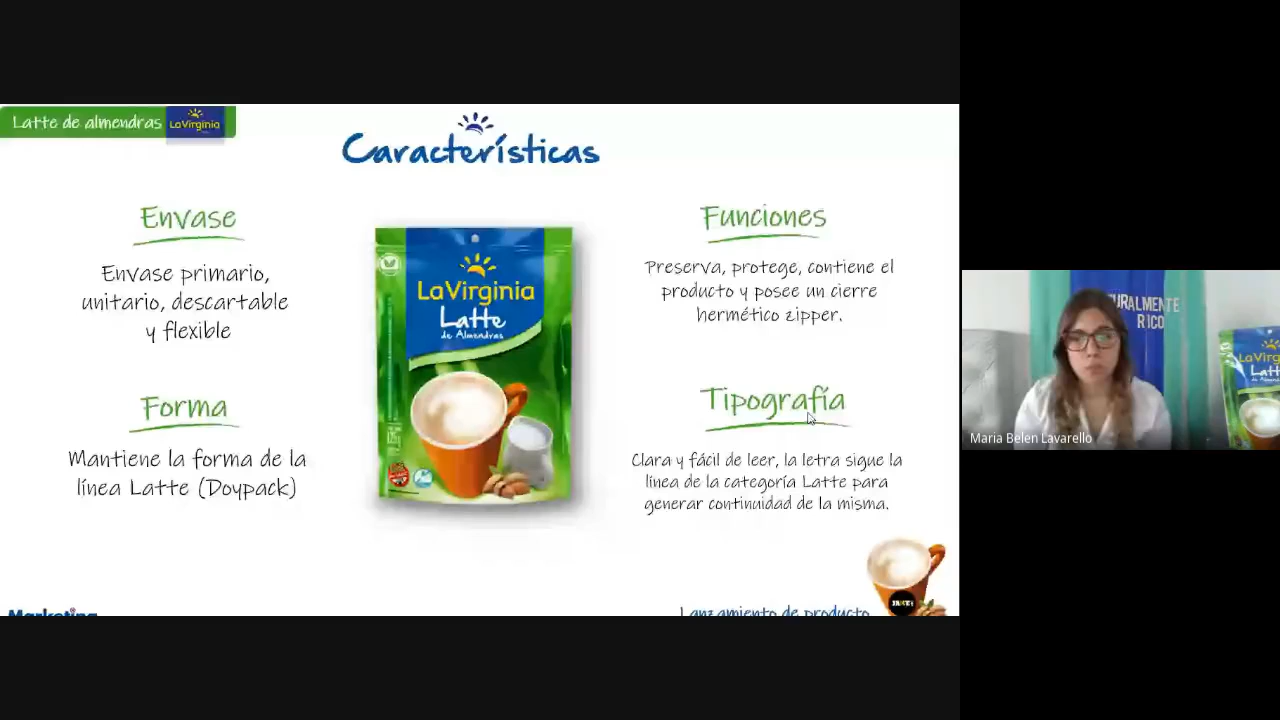 Latte de almendras
LaVirginia
Características
Envase
Envase primario,
unitario, descartable
y flexible
Forma
Mantiene la forma de la
línea Latte (Doypack)
LaVirginia
Latte
de Almendras
Funciones
Preserva, protege, contiene el
producto y posee un cierre
hermético zipper.
Tipografía
Clara y fácil de leer, la letra sigue la
línea de la categoría Latte para
generar continuidad de la misma.
Marketing
Lanzamiento de producto
URALMENTE
RICO
LaVirgin
Latt
Maria Belen Lavarello